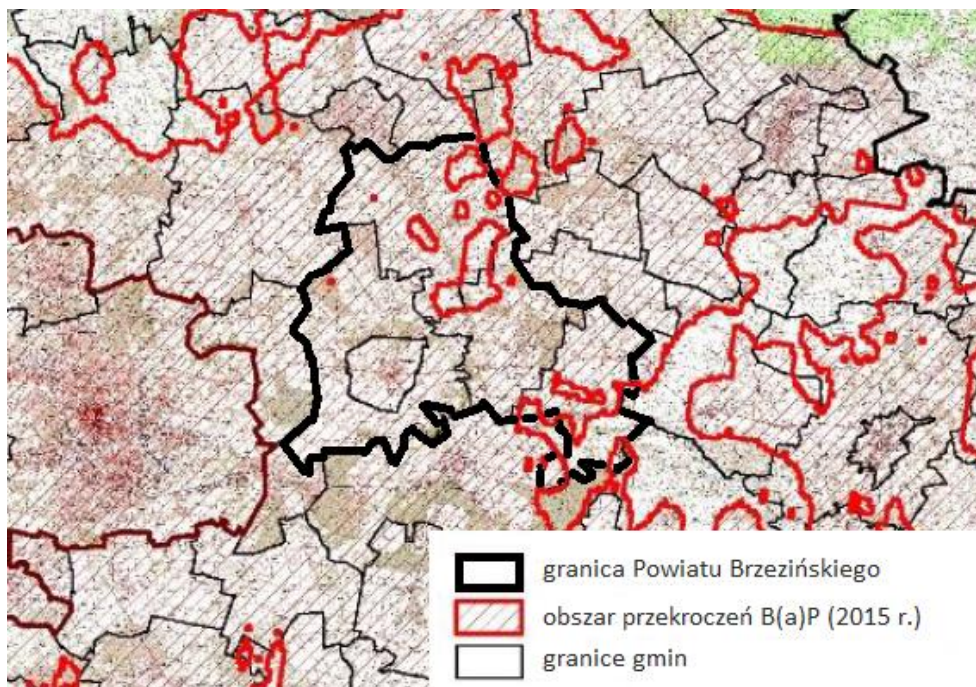 granica Powiatu Brzezińskiego
obszar przekroczeń B(a)P (2015 r.)
granice gmin